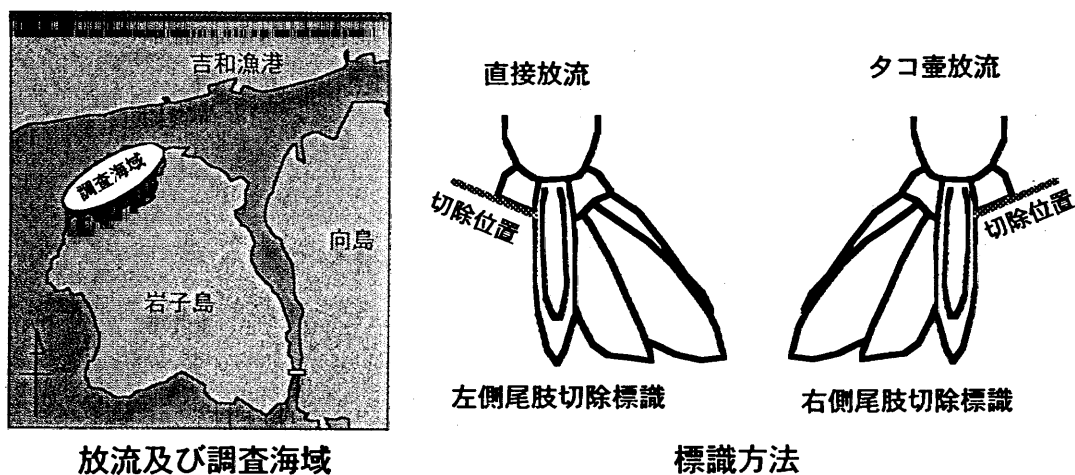 吉和漁港
調査海域
向島
岩子島
放流及び調査海域
直接放流
タコ壷放流
切除位置
切除位置
左側尾肢切除標識
右側尾肢切除標識
標識方法